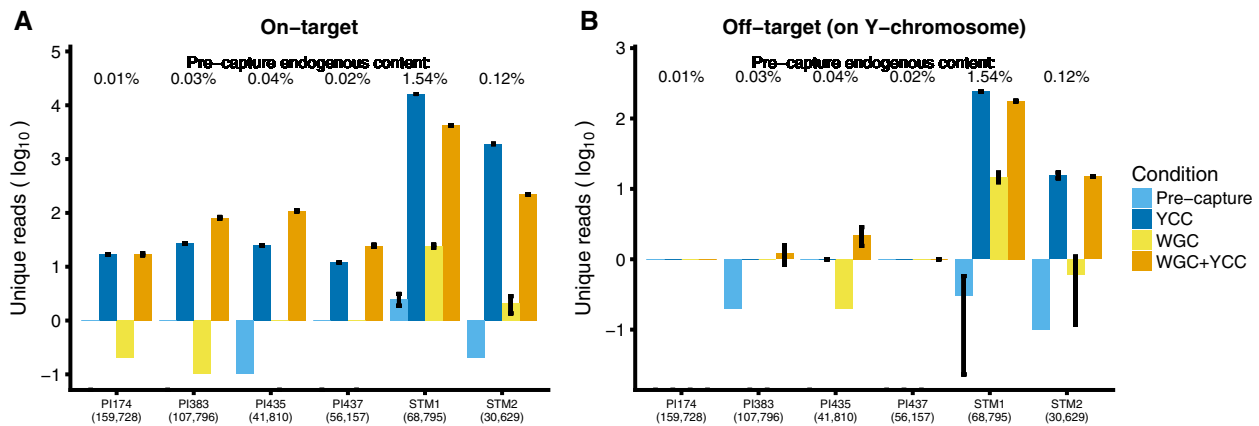 A
On−target
Pre−capture endogenous content:
0.01% 0.03% 0.04% 0.02% 1.54% 0.12%
Unique reads ( log10)
5
4
3
2
1
0
−1
PI174 PI383 PI435 PI437 STM1 STM2
(159,728) (107,796) (41,810) (56,157) (68,795) (30,629)
B
Off−target (on Y−chromosome)
Pre−capture endogenous content:
0.01% 0.03% 0.04% 0.02% 1.54% 0.12%
Unique reads ( log10)
3
2
1
0
−1
PI174 PI383 PI435 PI437 STM1 STM2
(159,728) (107,796) (41,810) (56,157) (68,795) (30,629)
Condition
Pre−capture
YCC
WGC
WGC+YCC